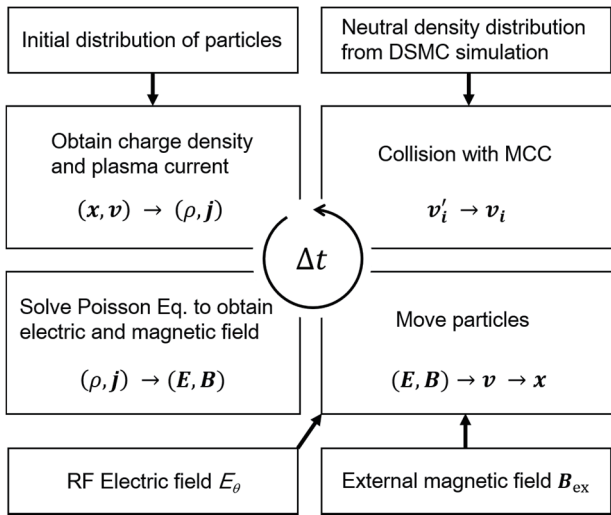 Initial distribution of particles
Neutral density distribution
from DSMC simulation
Obtain charge density
and plasma current
(x, v) → (ρ, j)
Collision with MCC
v′ᵢ → vᵢ
Δt
Solve Poisson Eq. to obtain
electric and magnetic field
(ρ, j) → (E, B)
Move particles
(E, B) → v → x
RF Electric field E_θ
External magnetic field B_ex